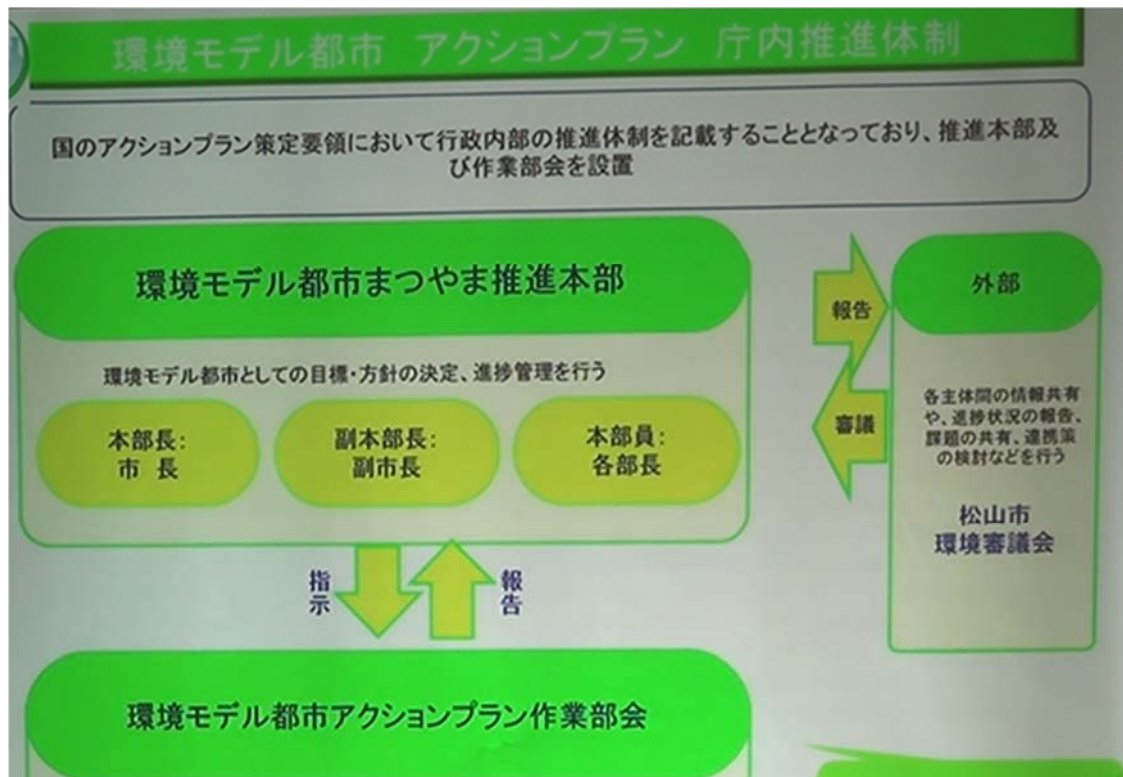 環境モデル都市 アクションプラン 庁内推進体制
国のアクションプラン策定要領において行政内部の推進体制を記載することとなっており、推進本部及
び作業部会を設置
環境モデル都市まつやま推進本部
環境モデル都市としての目標・方針の決定、進捗管理を行う
本部長:
市 長
副本部長:
副市長
本部員:
各部長
報告
審議
外部
各主体間の情報共有
や、進捗状況の報告、
課題の共有、連携策
の検討などを行う
松山市
環境審議会
指示
報告
環境モデル都市アクションプラン作業部会